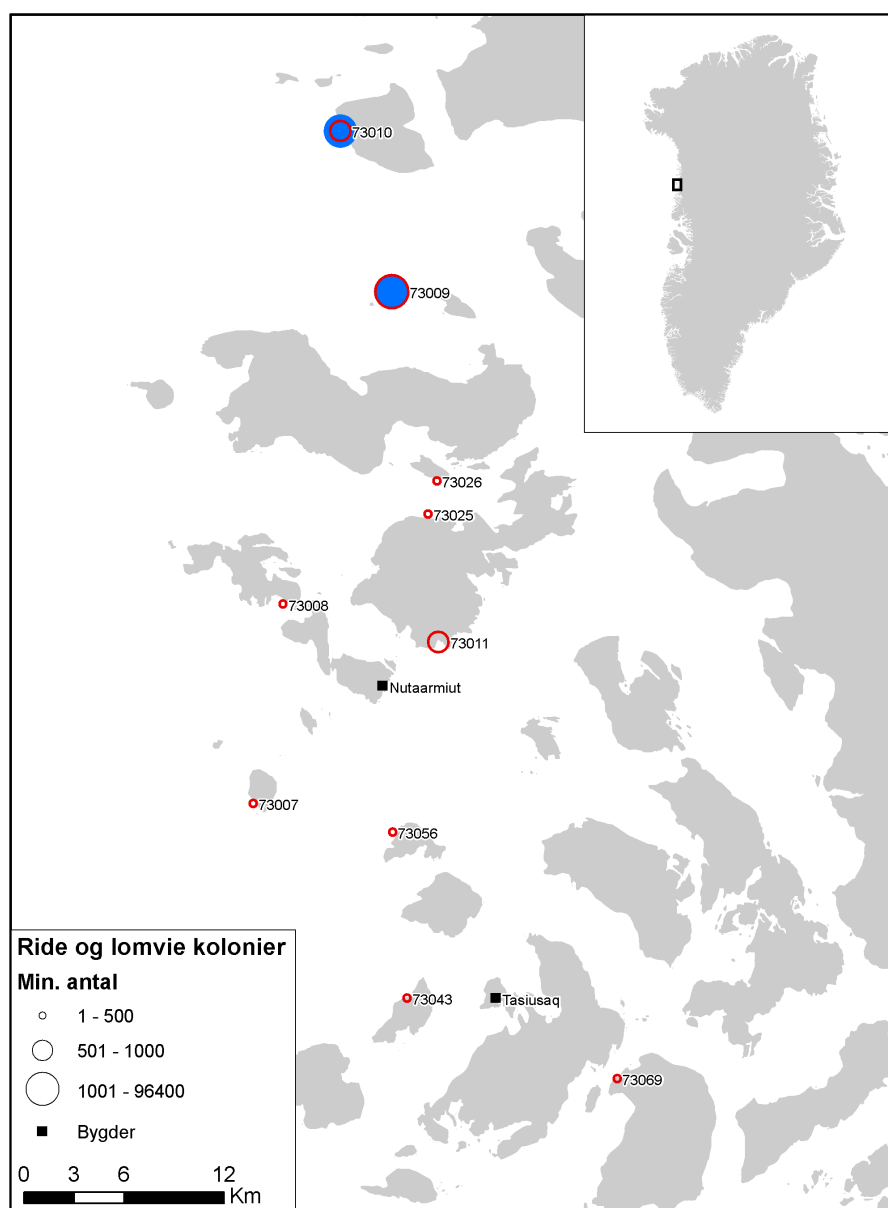 73010
73009
73026
73025
73008
73011
Nutaarmiut
73007
73056
73043
Tasiusaq
73069
Ride og lomvie kolonier
Min. antal
1 - 500
501 - 1000
1001 - 96400
Bygder
0 3 6 12
Km